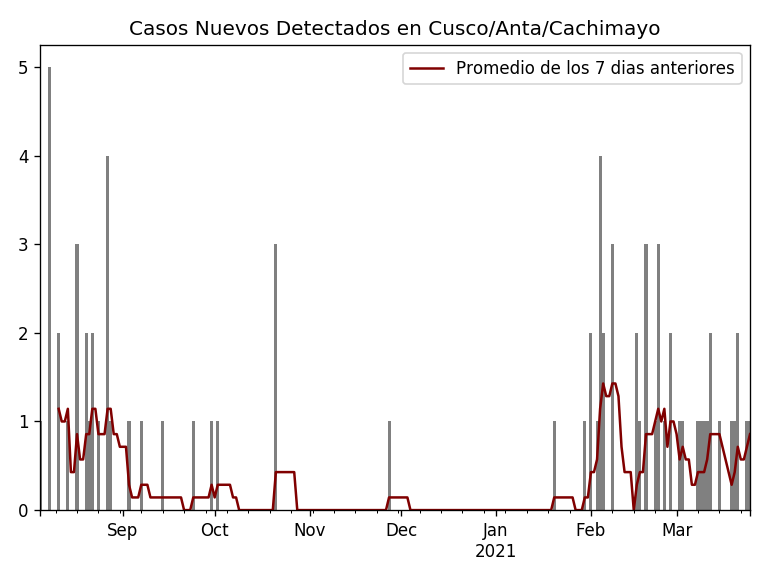 Casos Nuevos Detectados en Cusco/Anta/Cachimayo
Promedio de los 7 dias anteriores
5
4
3
2
1
0
Sep Oct Nov Dec Jan Feb Mar
2021